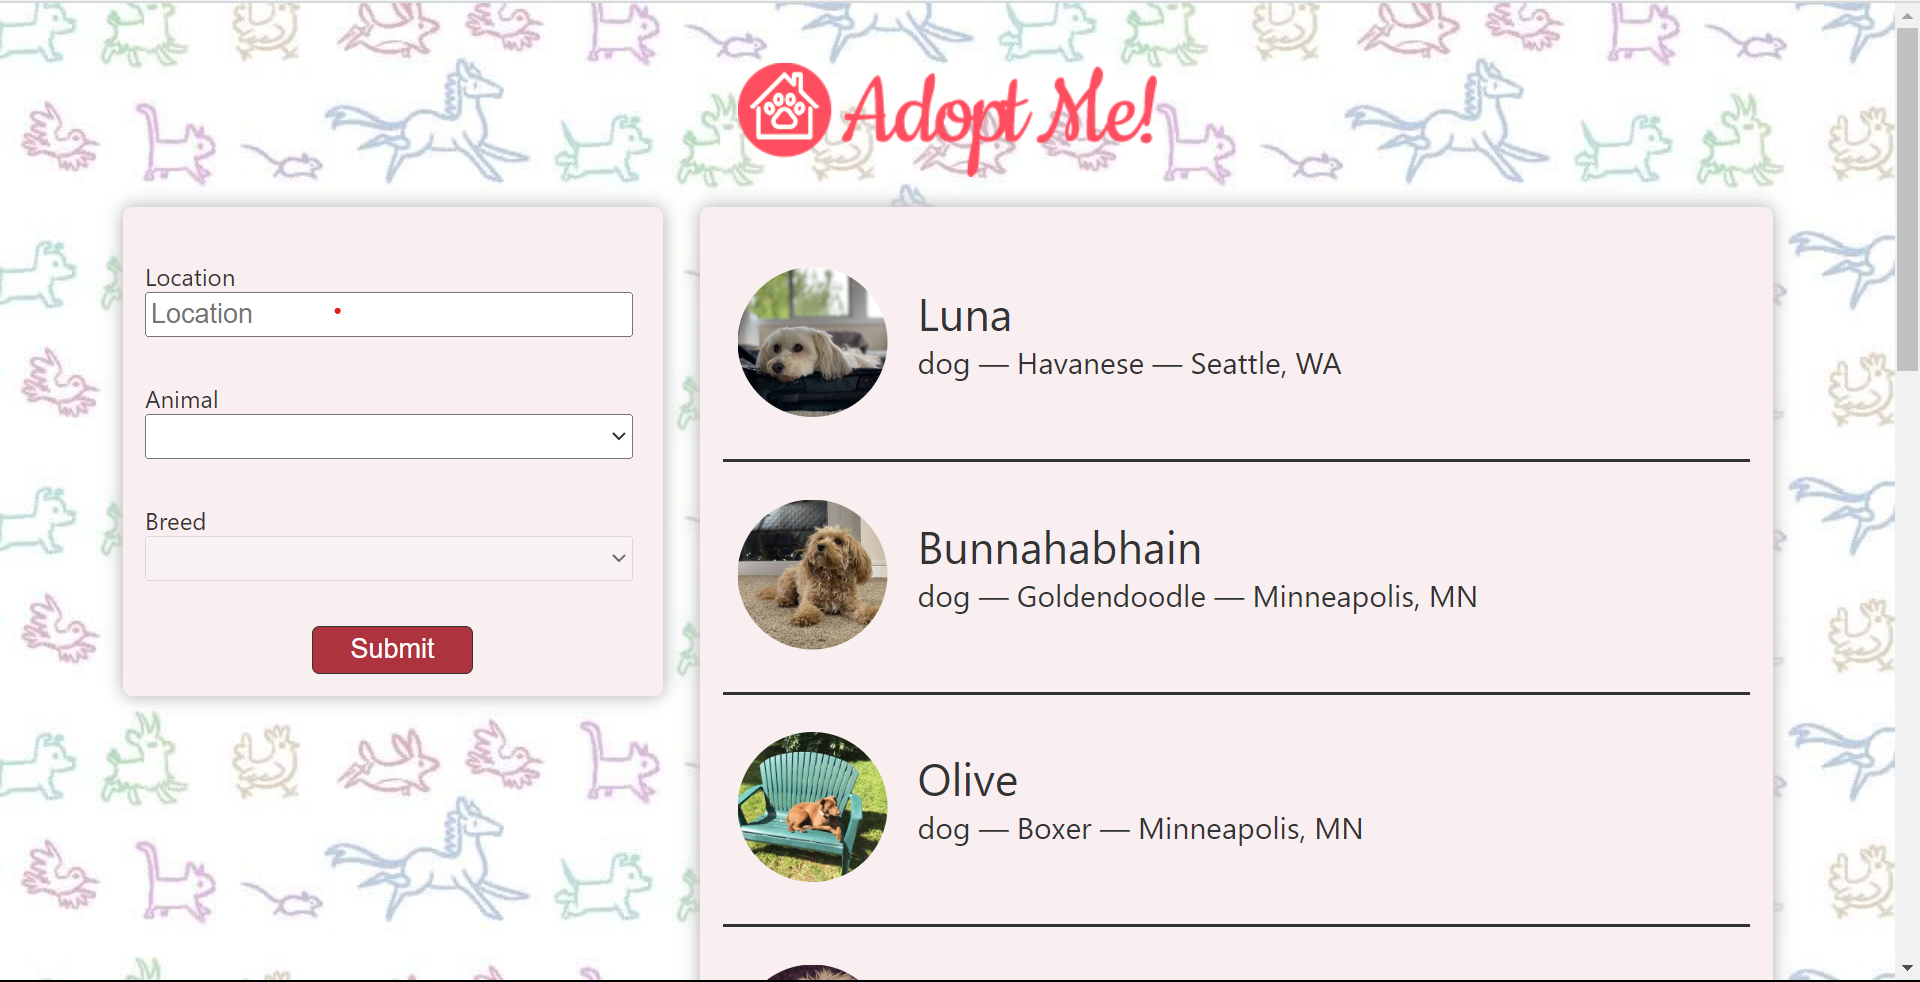 Adopt Me!
Location
Location
Animal
Breed
Submit
Luna
dog — Havanese — Seattle, WA
Bunnahabhain
dog — Goldendoodle — Minneapolis, MN
Olive
dog — Boxer — Minneapolis, MN